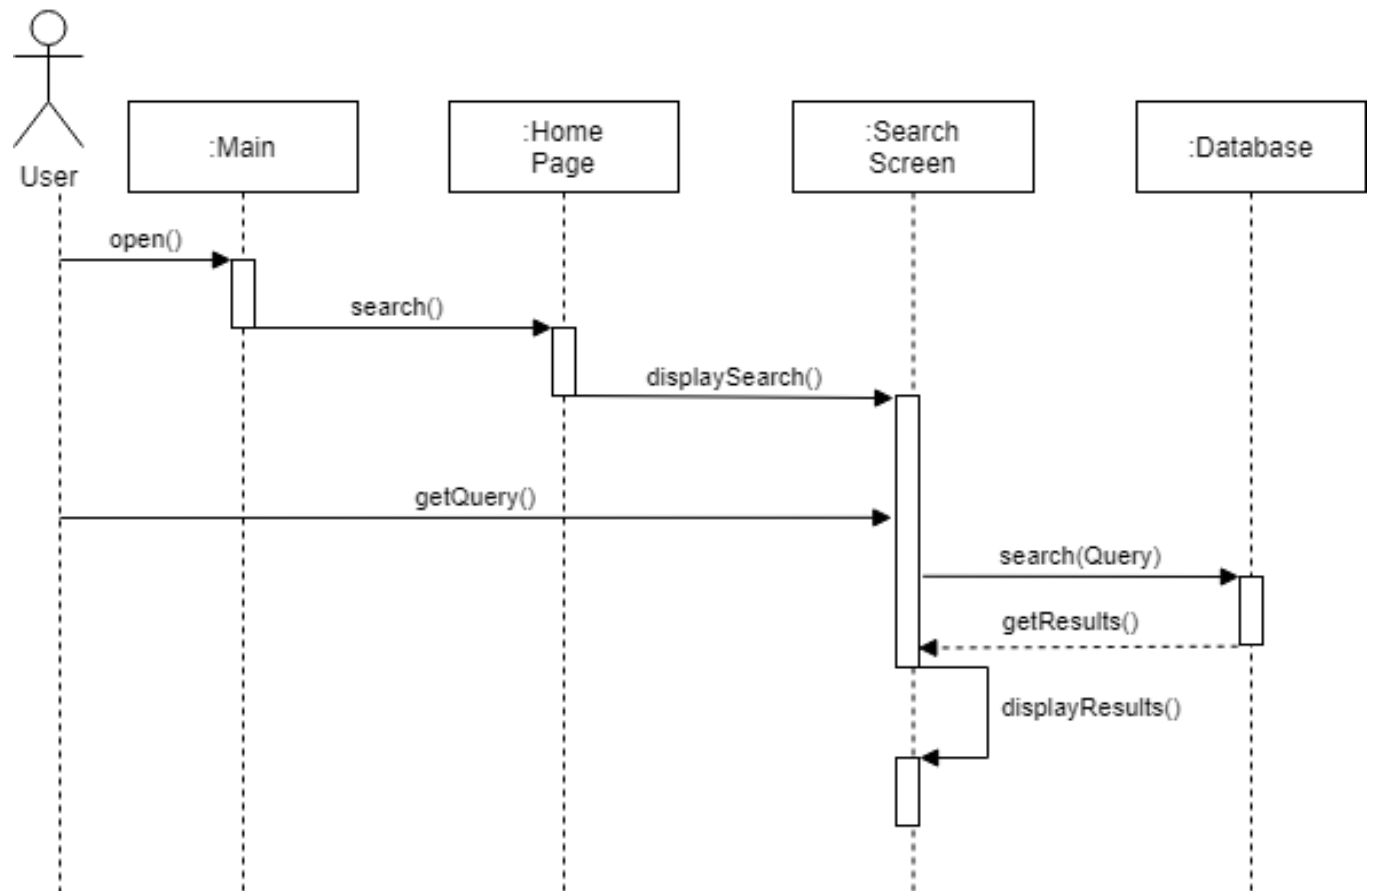 User
:Main
:Home
Page
:Search
Screen
:Database
open()
search()
displaySearch()
getQuery()
search(Query)
getResults()
displayResults()